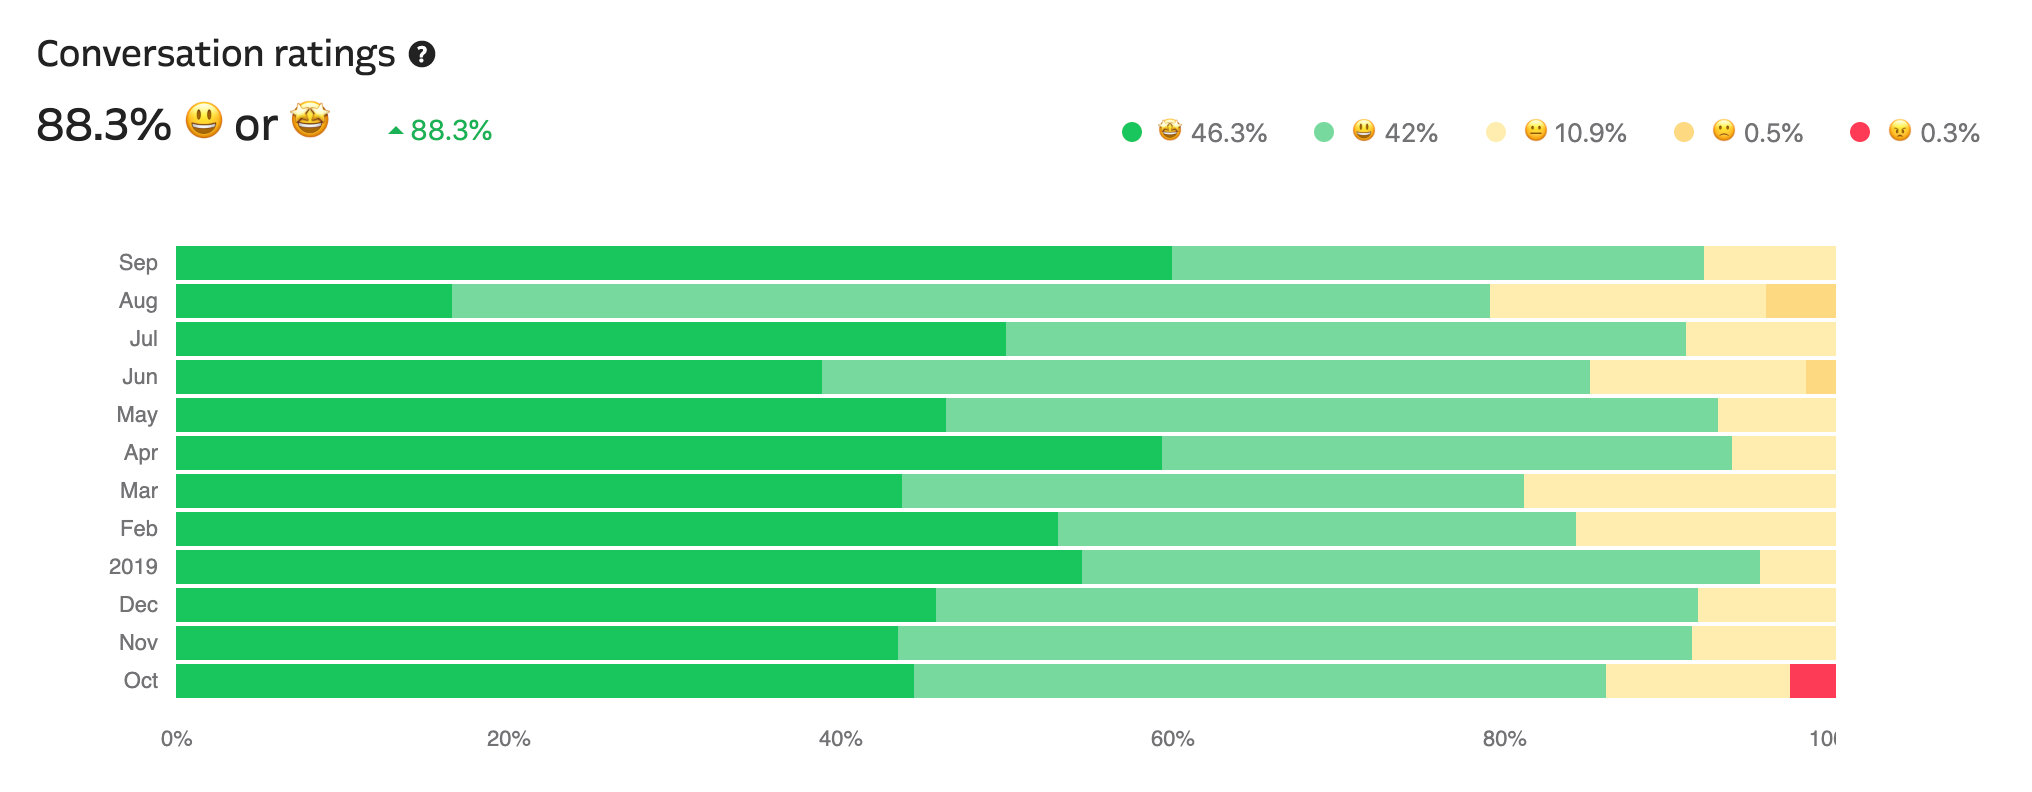 Conversation ratings ?
88.3% 😃 or 🤩 88.3%
🤩 46.3% 😃 42% 😐 10.9% 🙁 0.5% 😠 0.3%
Sep
Aug
Jul
Jun
May
Apr
Mar
Feb
2019
Dec
Nov
Oct
0% 20% 40% 60% 80%